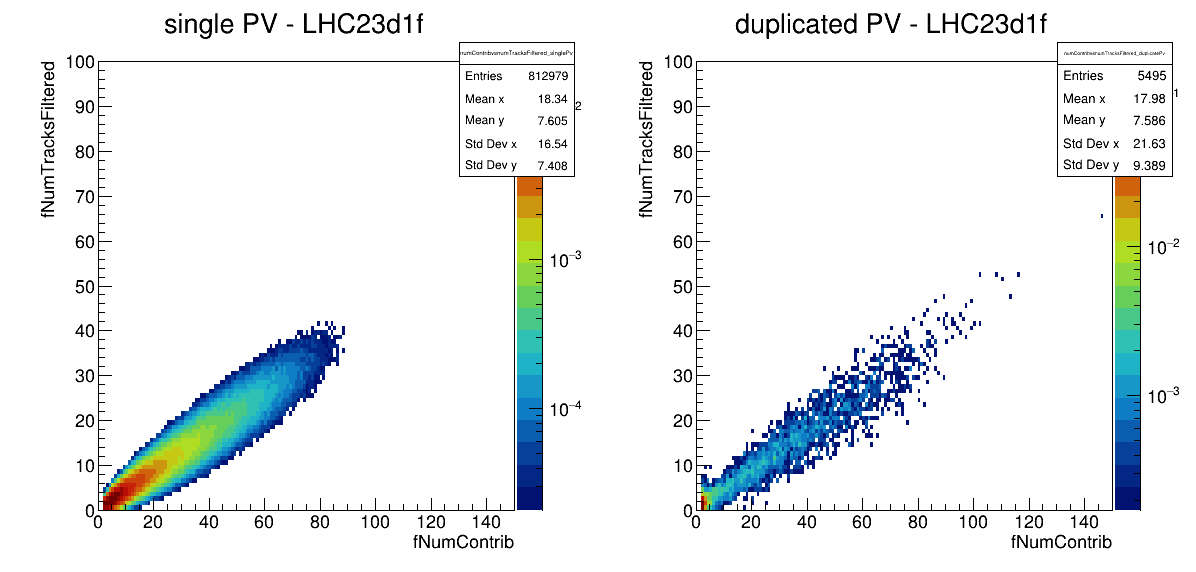 single PV - LHC23d1f
numContribvsnumTracksFiltered_singlePv
Entries 812979
Mean x 18.34
Mean y 7.605
Std Dev x 16.54
Std Dev y 7.408
fNumTracksFiltered
100
90
80
70
60
50
40
30
20
10
0
0 20 40 60 80 100 120 140
fNumContrib
2
10⁻³
10⁻⁴
duplicated PV - LHC23d1f
numContribvsnumTracksFiltered_duplicatePv
Entries 5495
Mean x 17.98
Mean y 7.586
Std Dev x 21.63
Std Dev y 9.389
fNumTracksFiltered
100
90
80
70
60
50
40
30
20
10
0
0 20 40 60 80 100 120 140
fNumContrib
1
10⁻²
10⁻³